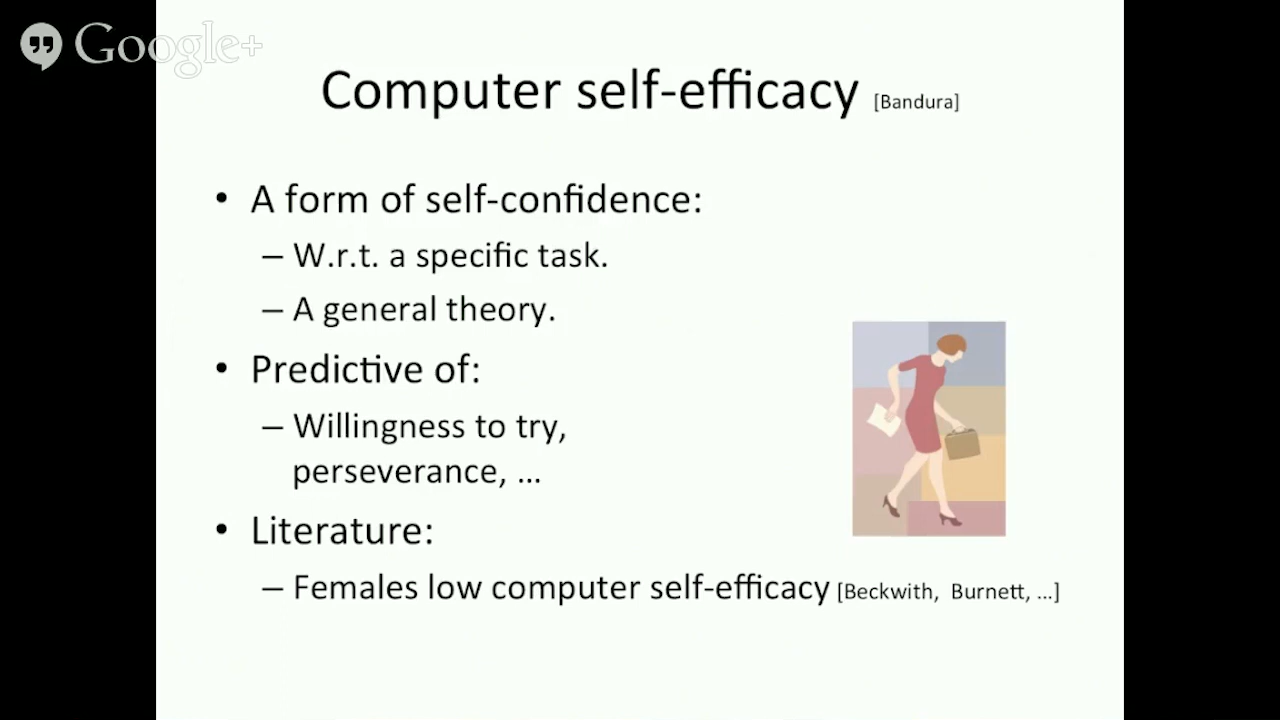 Google+
Computer self-efficacy [Bandura]
• A form of self-confidence:
– W.r.t. a specific task.
– A general theory.
• Predictive of:
– Willingness to try,
perseverance, ...
• Literature:
– Females low computer self-efficacy [Beckwith, Burnett, ...]